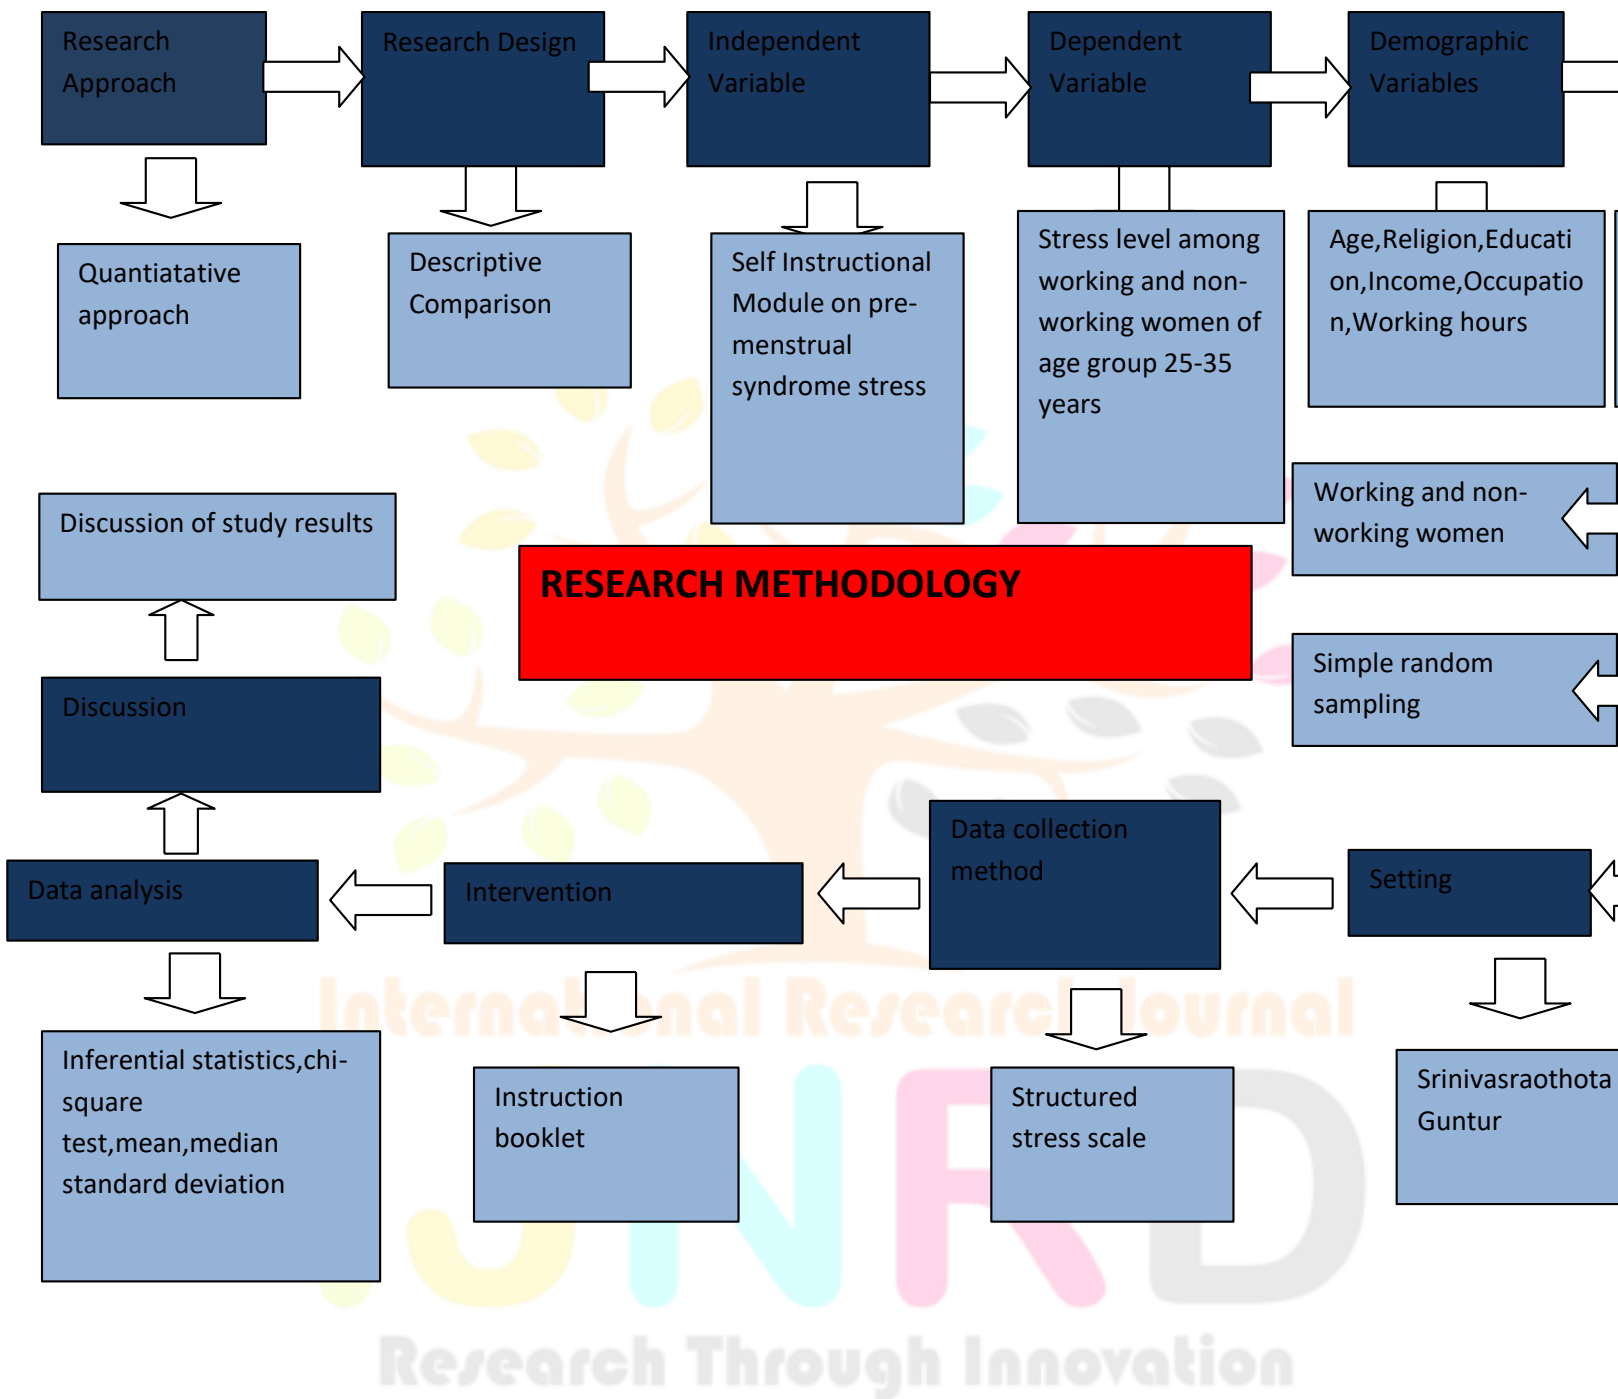 Research
Approach
Research Design
Independent
Variable
Dependent
Variable
Demographic
Variables
Quantiatative
approach
Descriptive
Comparison
Self Instructional
Module on pre-
menstrual
syndrome stress
Stress level among
working and non-
working women of
age group 25-35
years
Age,Religion,Educati
on,Income,Occupatio
n,Working hours
Discussion of study results
Working and non-
working women
RESEARCH METHODOLOGY
Simple random
sampling
Discussion
Data collection
method
Data analysis
Intervention
Setting
International Research Journal
Inferential statistics,chi-
square
test,mean,median
standard deviation
Instruction
booklet
Structured
stress scale
Srinivasraothota
Guntur
IJNRD
Research Through Innovation